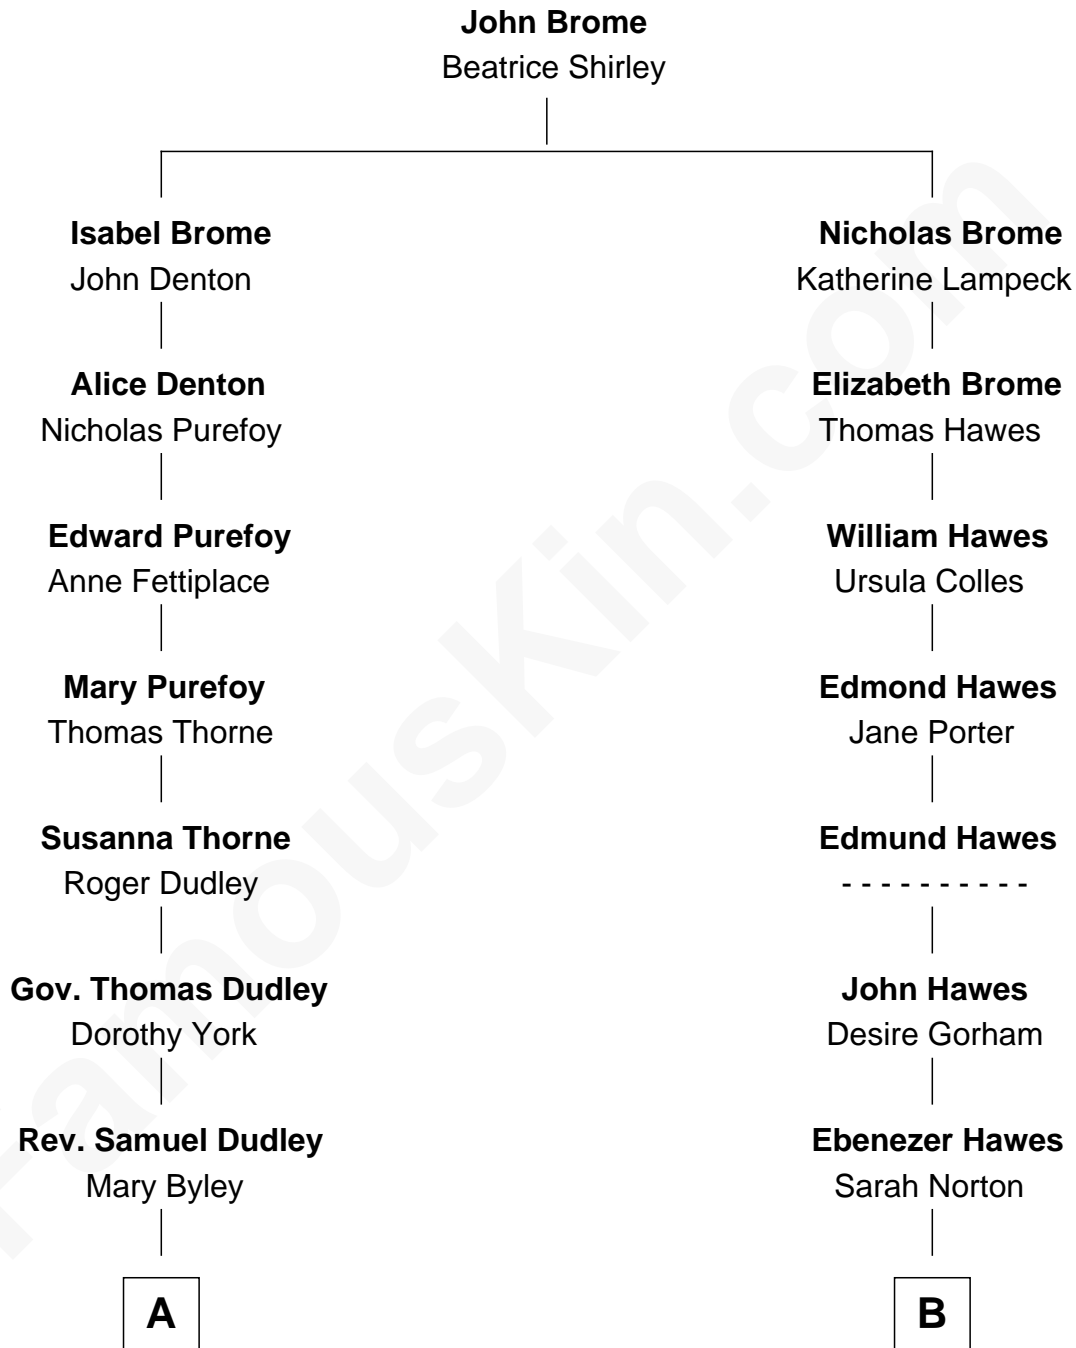 John Brome
Beatrice Shirley
Isabel Brome
John Denton
Nicholas Brome
Katherine Lampeck
Alice Denton
Nicholas Purefoy
Elizabeth Brome
Thomas Hawes
Edward Purefoy
Anne Fettiplace
William Hawes
Ursula Colles
Mary Purefoy
Thomas Thorne
Edmond Hawes
Jane Porter
Susanna Thorne
Roger Dudley
Edmund Hawes
- - - - - - - - - -
Gov. Thomas Dudley
Dorothy York
John Hawes
Desire Gorham
Rev. Samuel Dudley
Mary Byley
Ebenezer Hawes
Sarah Norton
A
B
FamousKin.com